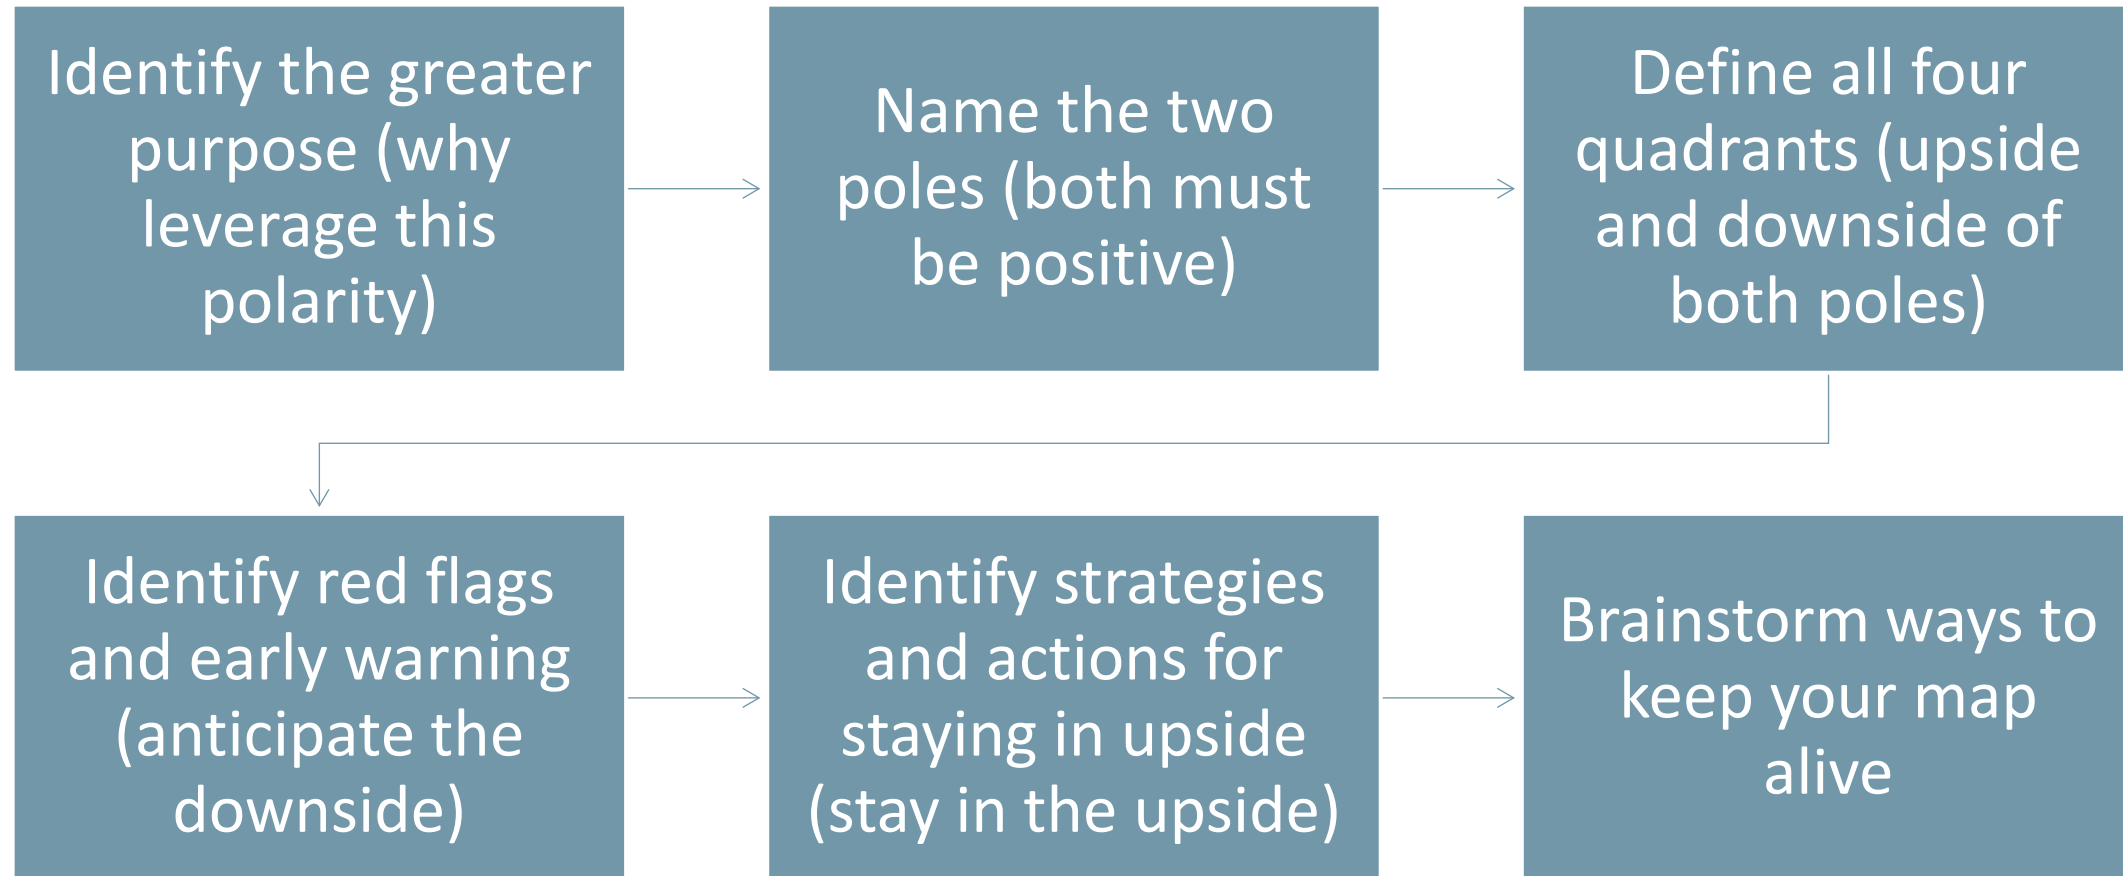 Identify the greater
purpose (why
leverage this
polarity)
Name the two
poles (both must
be positive)
Define all four
quadrants (upside
and downside of
both poles)
Identify red flags
and early warning
(anticipate the
downside)
Identify strategies
and actions for
staying in upside
(stay in the upside)
Brainstorm ways to
keep your map
alive